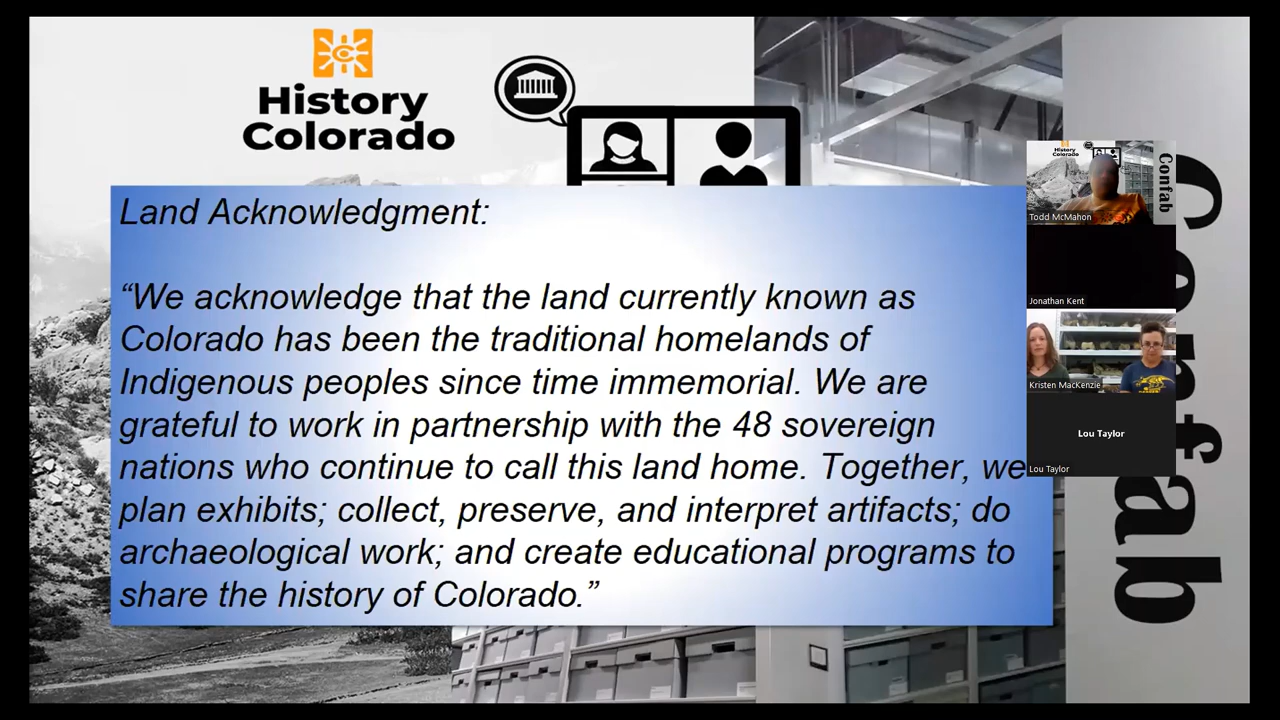 History
Colorado
Land Acknowledgment:
“We acknowledge that the land currently known as
Colorado has been the traditional homelands of
Indigenous peoples since time immemorial. We are
grateful to work in partnership with the 48 sovereign
nations who continue to call this land home. Together, we
plan exhibits; collect, preserve, and interpret artifacts; do
archaeological work; and create educational programs to
share the history of Colorado.”
History
Colorado
Confab
Todd McMahon
Jonathan Kent
Kristen MacKenzie
Lou Taylor
Lou Taylor
Confab